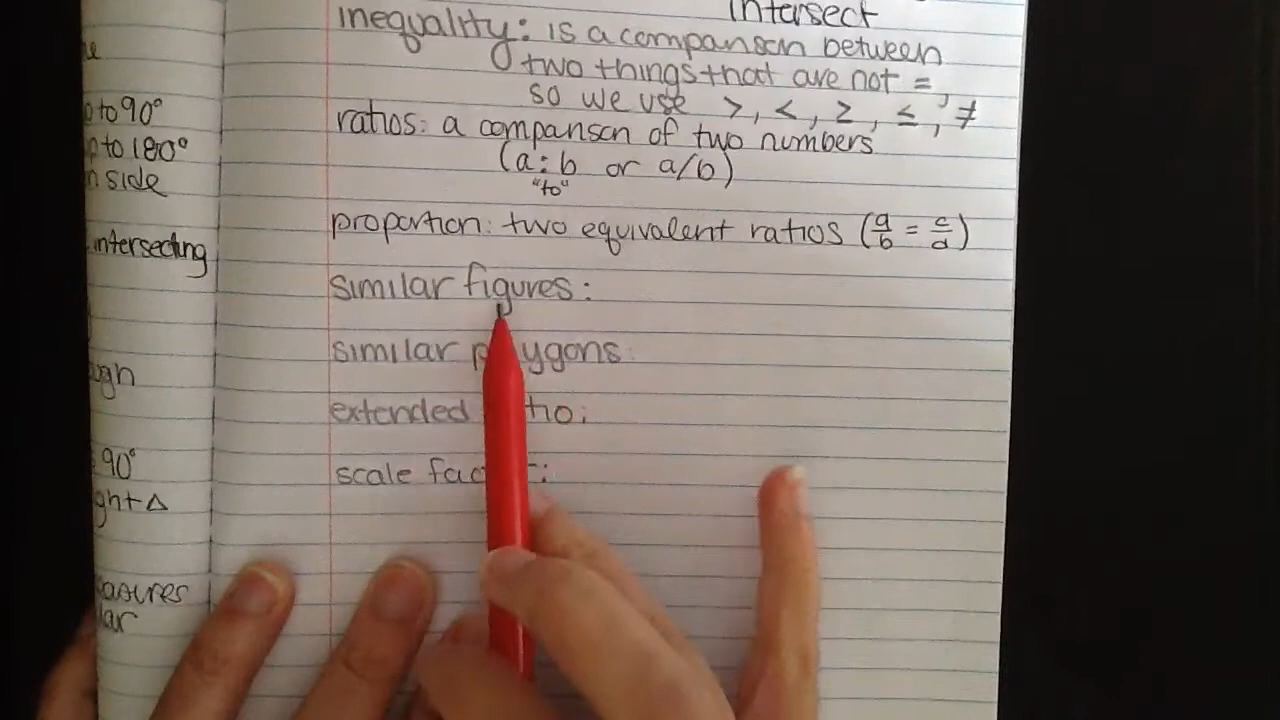 to 90°
to 180°
side
intersecting
90°
intersect
inequality: is a comparison between
two things that are not =,
so we use >, <, ≥, ≤, ≠
ratios: a comparison of two numbers
(a:b or a/b)
"to"
proportion: two equivalent ratios (a/b = c/d)
similar figures:
similar polygons:
extended
scale